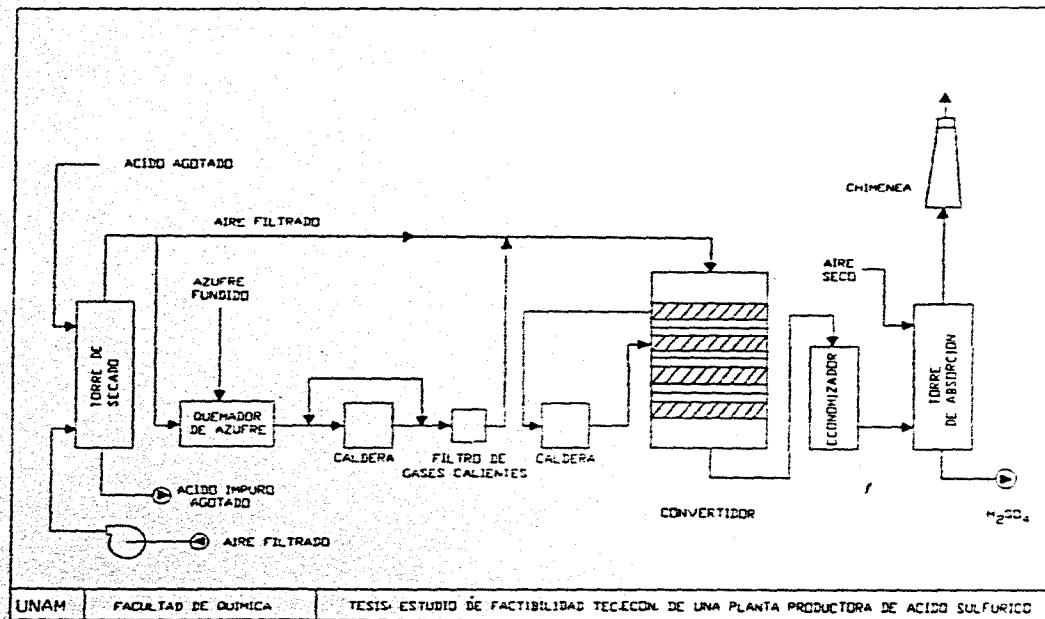 ACIDO AGOTADO
AIRE FILTRADO
CHIMENEA
AZUFRE
FUNDIDO
AIRE
SECO
TORRE DE
SECADO
QUEMADOR
DE AZUFRE
CALDERA
FILTRO DE
GASES CALIENTES
CALDERA
ECONOMIZADOR
TORRE
DE ABSORCION
ACIDO IMPURO
AGOTADO
AIRE FILTRADO
CONVERTIDOR
H₂SO₄
UNAM
FACULTAD DE QUIMICA
TESIS: ESTUDIO DE FACTIBILIDAD TEC.ECON. DE UNA PLANTA PRODUCTORA DE ACIDO SULFURICO